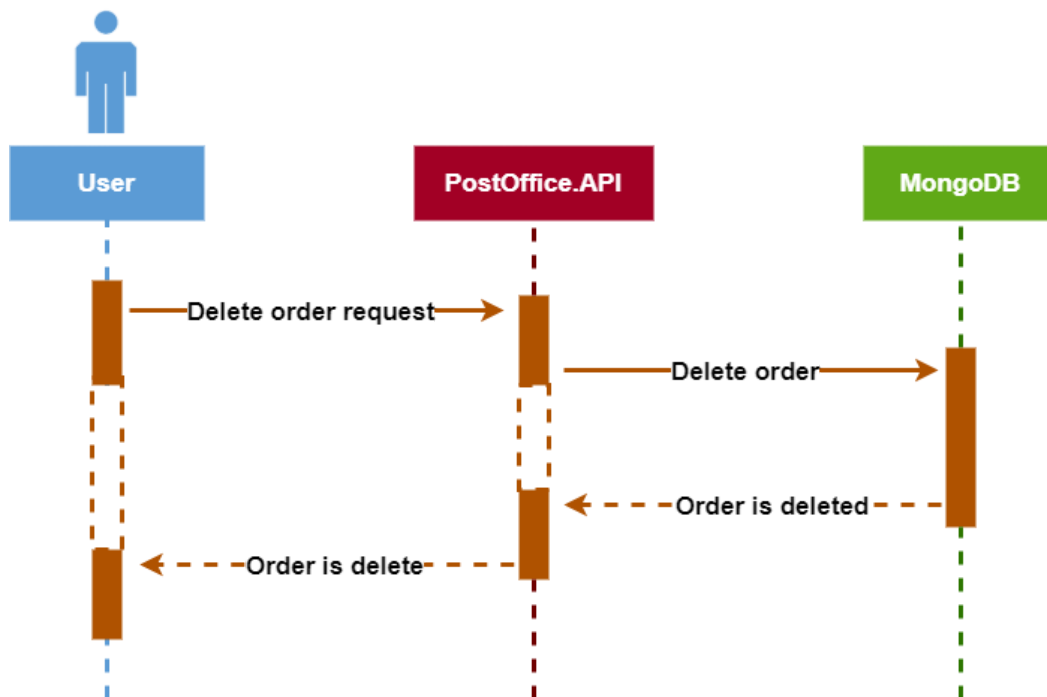 User
PostOffice.API
MongoDB
Delete order request
Delete order
Order is deleted
Order is delete